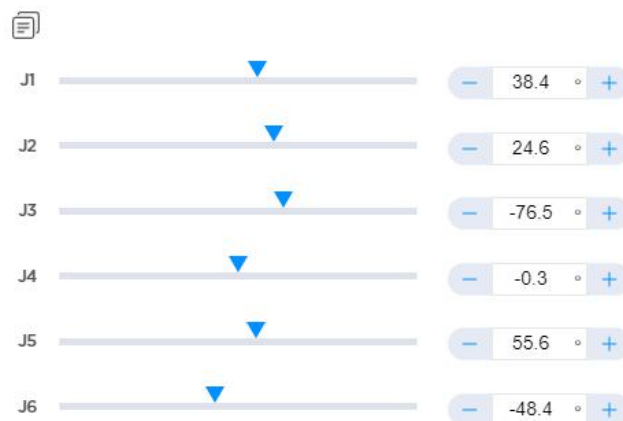 J1 − 38.4 ° +
J2 − 24.6 ° +
J3 − -76.5 ° +
J4 − -0.3 ° +
J5 − 55.6 ° +
J6 − -48.4 ° +